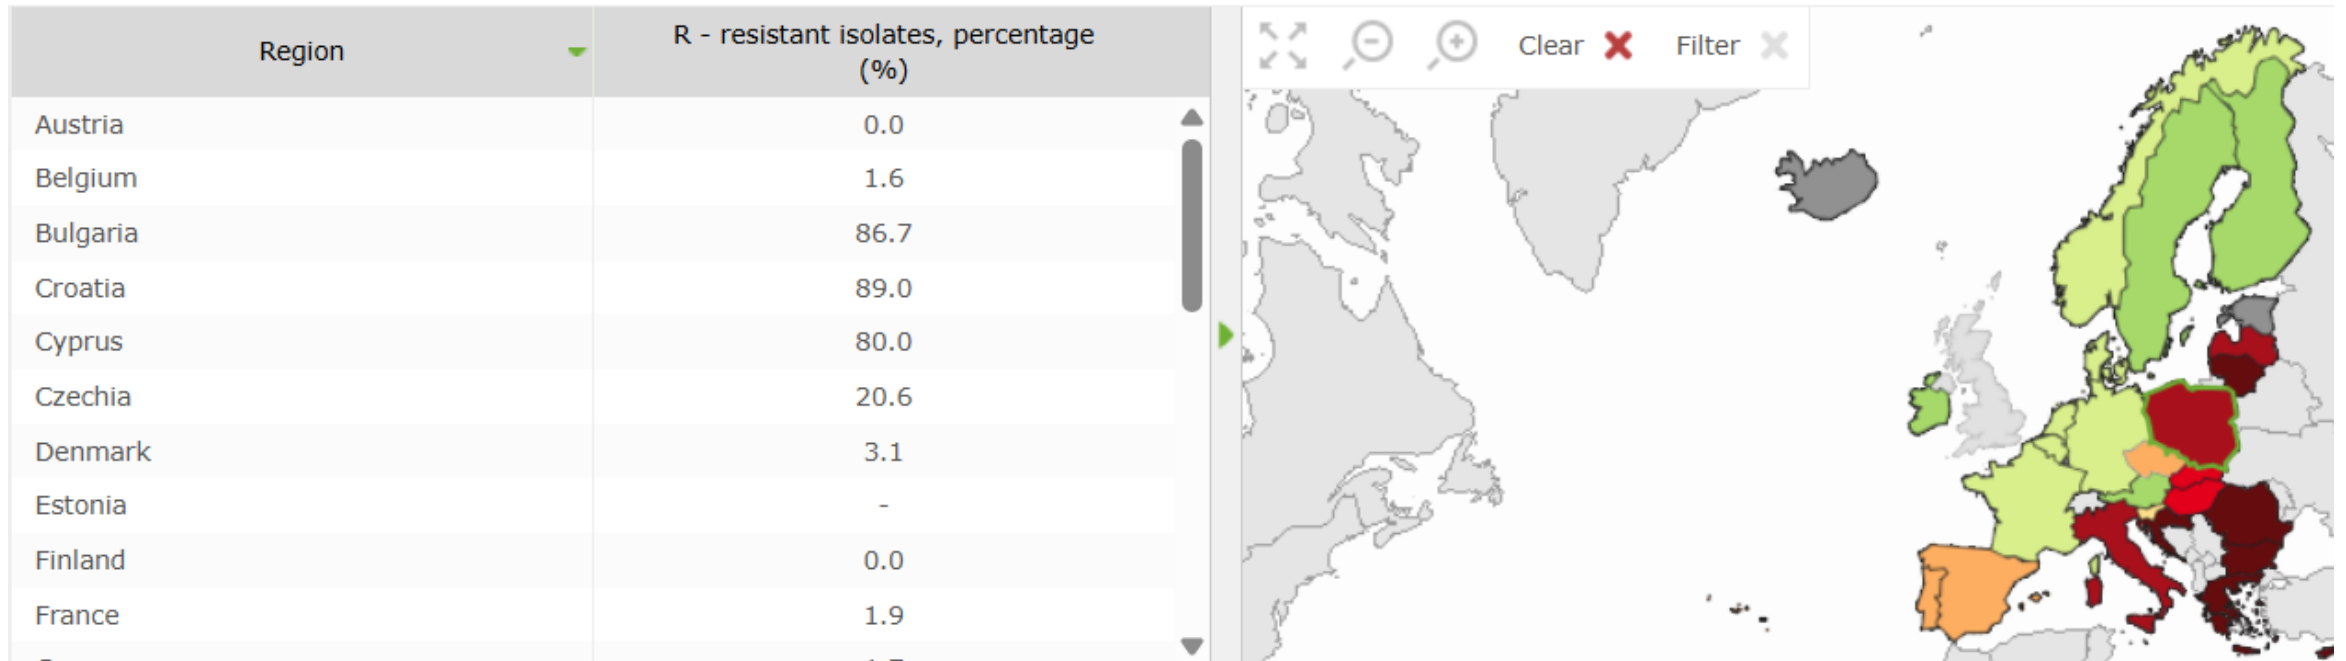 Region R - resistant isolates, percentage
(%)
Clear Filter
Austria 0.0
Belgium 1.6
Bulgaria 86.7
Croatia 89.0
Cyprus 80.0
Czechia 20.6
Denmark 3.1
Estonia -
Finland 0.0
France 1.9